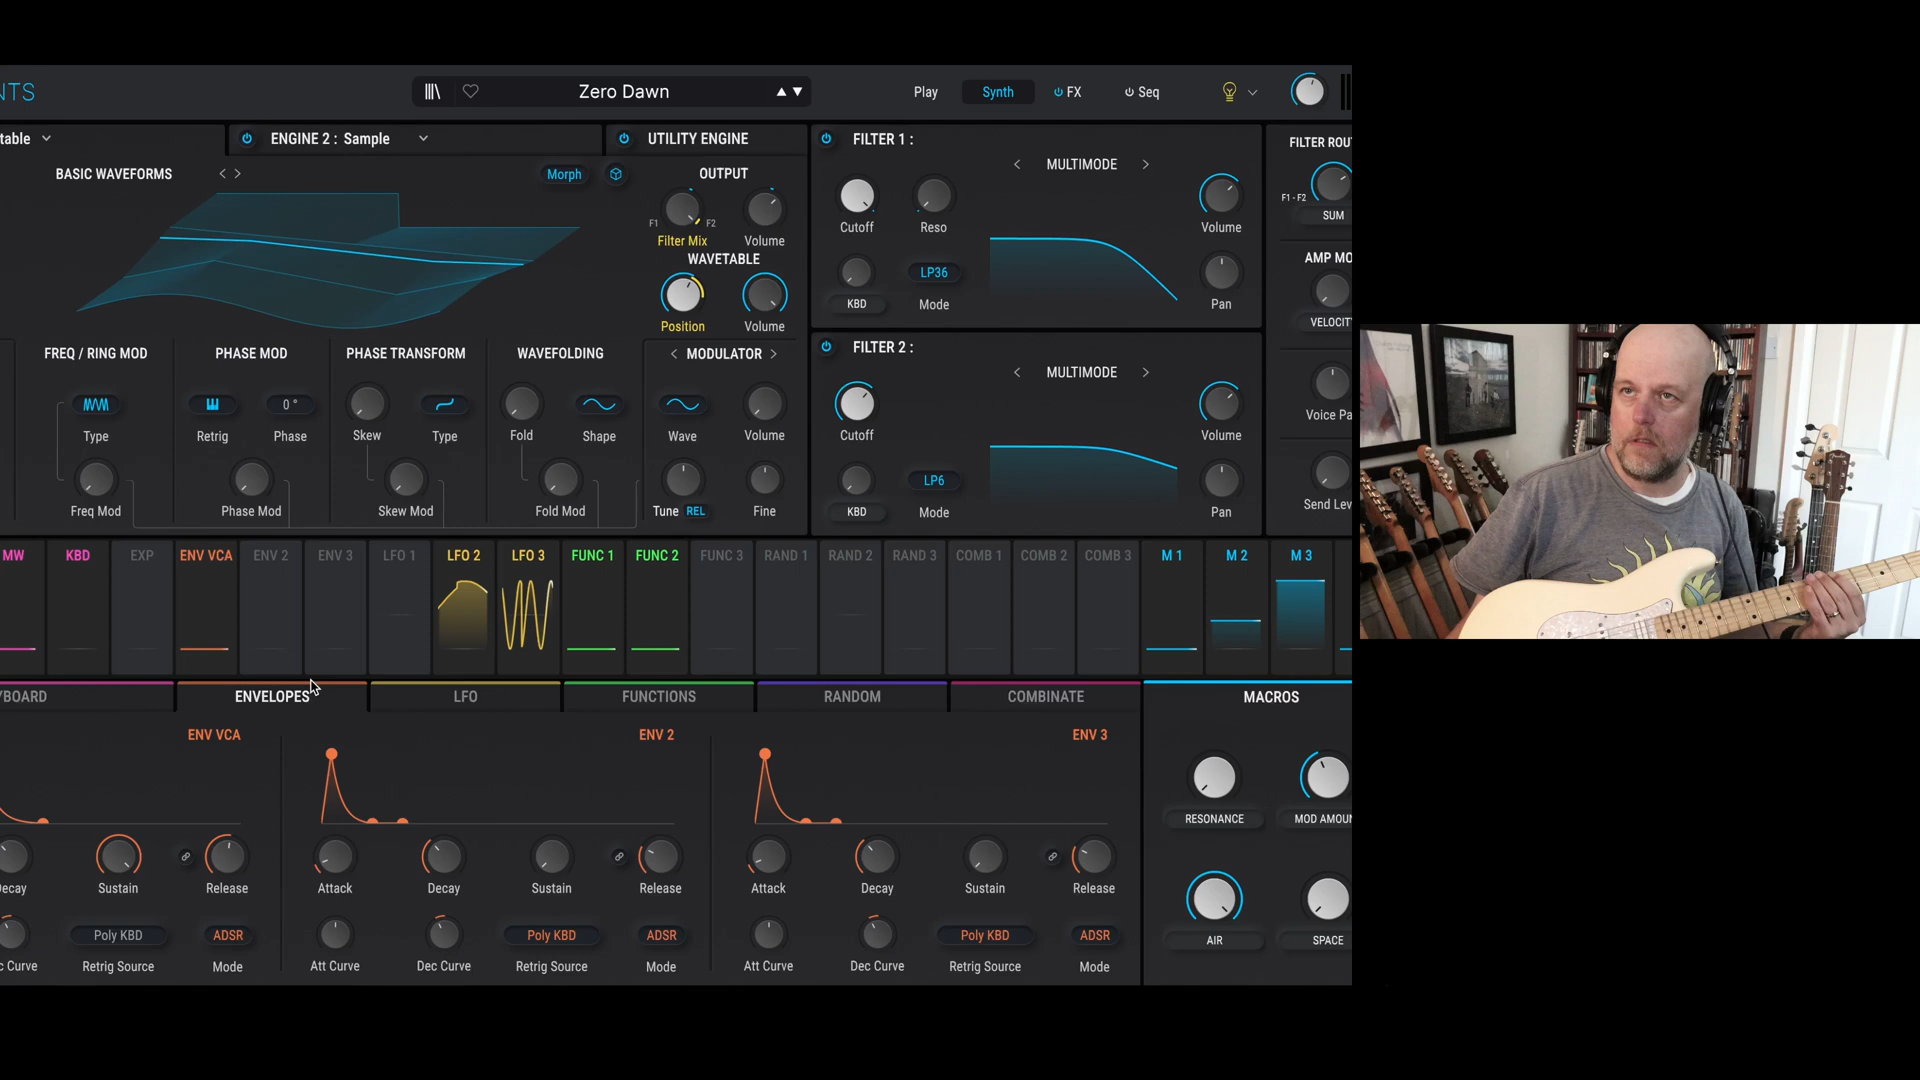 NTS
Zero Dawn
Play
Synth
FX
Seq
table
ENGINE 2 : Sample
UTILITY ENGINE
BASIC WAVEFORMS
Morph
OUTPUT
F1
F2
Filter Mix
Volume
WAVETABLE
Position
Volume
FILTER 1 :
MULTIMODE
Cutoff
Reso
Volume
KBD
LP36
Mode
Pan
FILTER ROU
F1 - F2
SUM
AMP MO
VELOCIT
FILTER 2 :
MULTIMODE
Cutoff
Volume
KBD
LP6
Mode
Pan
Voice Pa
Send Lev
FREQ / RING MOD
PHASE MOD
PHASE TRANSFORM
WAVEFOLDING
MODULATOR
Type
Retrig
0 °
Phase
Skew
Type
Fold
Shape
Wave
Volume
Freq Mod
Phase Mod
Skew Mod
Fold Mod
Tune REL
Fine
MW
KBD
EXP
ENV VCA
ENV 2
ENV 3
LFO 1
LFO 2
LFO 3
FUNC 1
FUNC 2
FUNC 3
RAND 1
RAND 2
RAND 3
COMB 1
COMB 2
COMB 3
M 1
M 2
M 3
YBOARD
ENVELOPES
LFO
FUNCTIONS
RANDOM
COMBINATE
MACROS
ENV VCA
ENV 2
ENV 3
Decay
Sustain
Release
Attack
Decay
Sustain
Release
Attack
Decay
Sustain
Release
RESONANCE
MOD AMOUN
Poly KBD
ADSR
Poly KBD
ADSR
Poly KBD
ADSR
c Curve
Retrig Source
Mode
Att Curve
Dec Curve
Retrig Source
Mode
Att Curve
Dec Curve
Retrig Source
Mode
AIR
SPACE